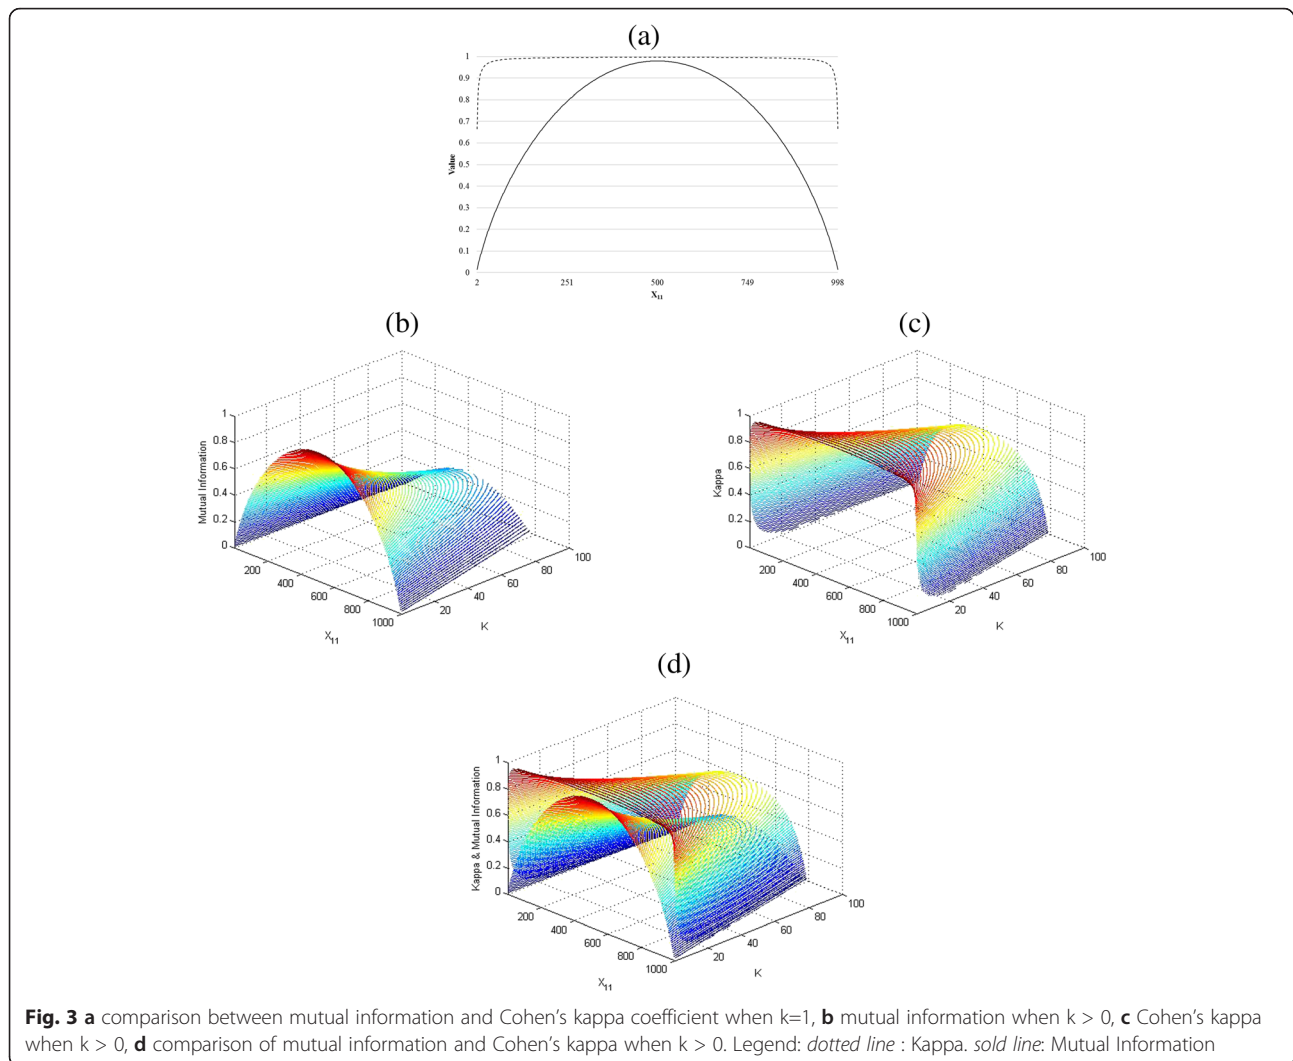 (a)
1
0.9
0.8
0.7
0.6
0.5
0.4
0.3
0.2
0.1
0
Value
2 251 500 749 998
X11
(b)
1
0.8
0.6
0.4
0.2
0
Mutual Information
200 400 600 800 1000
X11
20 40 60 80 100
K
(c)
1
0.8
0.6
0.4
0.2
0
Kappa
200 400 600 800 1000
X11
20 40 60 80 100
K
(d)
1
0.8
0.6
0.4
0.2
0
Kappa & Mutual Information
200 400 600 800 1000
X11
20 40 60 80 100
K
Fig. 3 a comparison between mutual information and Cohen's kappa coefficient when k=1, b mutual information when k > 0, c Cohen's kappa
when k > 0, d comparison of mutual information and Cohen's kappa when k > 0. Legend: dotted line : Kappa. sold line: Mutual Information